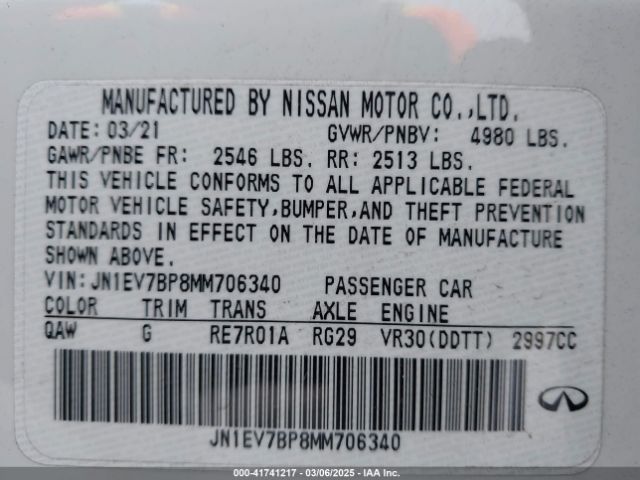 MANUFACTURED BY NISSAN MOTOR CO.,LTD.
DATE: 03/21 GVWR/PNBV: 4980 LBS.
GAWR/PNBE FR: 2546 LBS. RR: 2513 LBS.
THIS VEHICLE CONFORMS TO ALL APPLICABLE FEDERAL
MOTOR VEHICLE SAFETY,BUMPER,AND THEFT PREVENTION
STANDARDS IN EFFECT ON THE DATE OF MANUFACTURE
SHOWN ABOVE.
VIN:JN1EV7BP8MM706340 PASSENGER CAR
COLOR TRIM TRANS AXLE ENGINE
QAW G RE7R01A RG29 VR30(DDTT) 2997CC
JN1EV7BP8MM706340
000-41741217 - 03/06/2025 - IAA Inc.